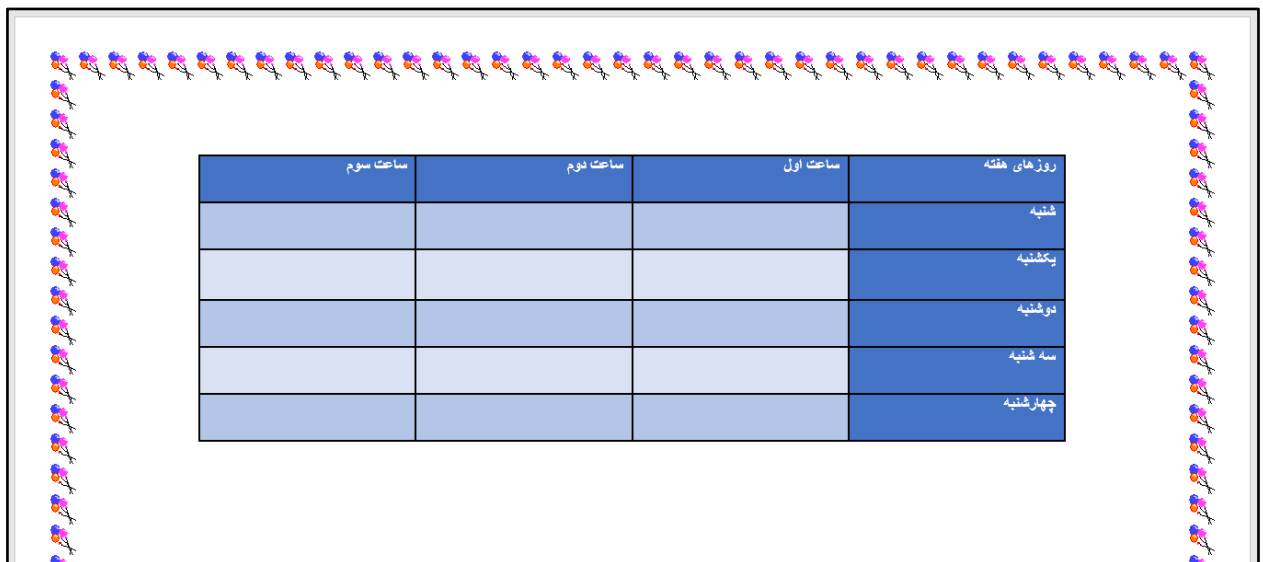 روزهای هفته ساعت اول ساعت دوم ساعت سوم
شنبه
یکشنبه
دوشنبه
سه شنبه
چهارشنبه